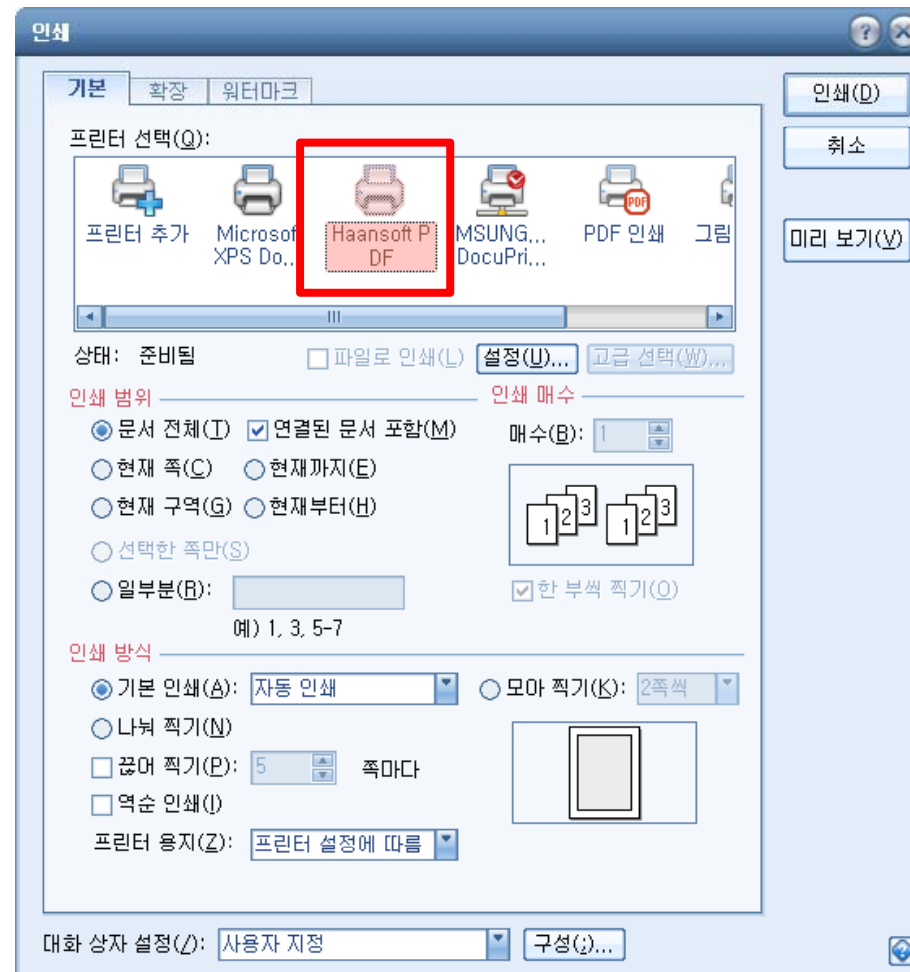 인쇄
기본 확장 워터마크
인쇄(D)
프린터 선택(Q):
취소
프린터 추가 Microsof XPS Do,,
Haansoft P
DF
MSUNG,,,
DocuPri,,,
PDF 인쇄
그림
미리 보기(V)
상태: 준비됨 파일로 인쇄(L) 설정(U)... 고급 선택(W)...
인쇄 범위
문서 전체(T) 연결된 문서 포함(M)
현재 쪽(C) 현재까지(E)
현재 구역(G) 현재부터(H)
선택한 쪽만(S)
일부분(R):
예) 1, 3, 5-7
인쇄 매수
매수(B): 1
1 2 3 1 2 3
한 부씩 찍기(O)
인쇄 방식
기본 인쇄(A): 자동 인쇄 모아 찍기(K): 2쪽씩
나눠 찍기(N)
끊어 찍기(P): 5 쪽마다
역순 인쇄(I)
프린터 용지(Z): 프린터 설정에 따름
대화 상자 설정(/): 사용자 지정 구성(;)...